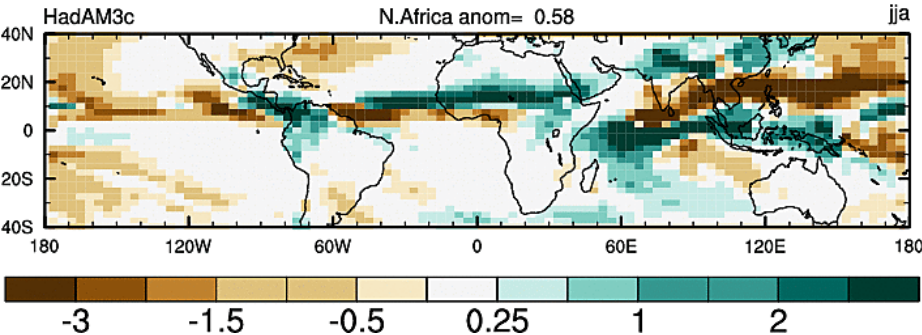 HadAM3c N.Africa anom= 0.58 jja
40N
20N
0
20S
40S
180 120W 60W 0 60E 120E 180
-3 -1.5 -0.5 0.25 1 2